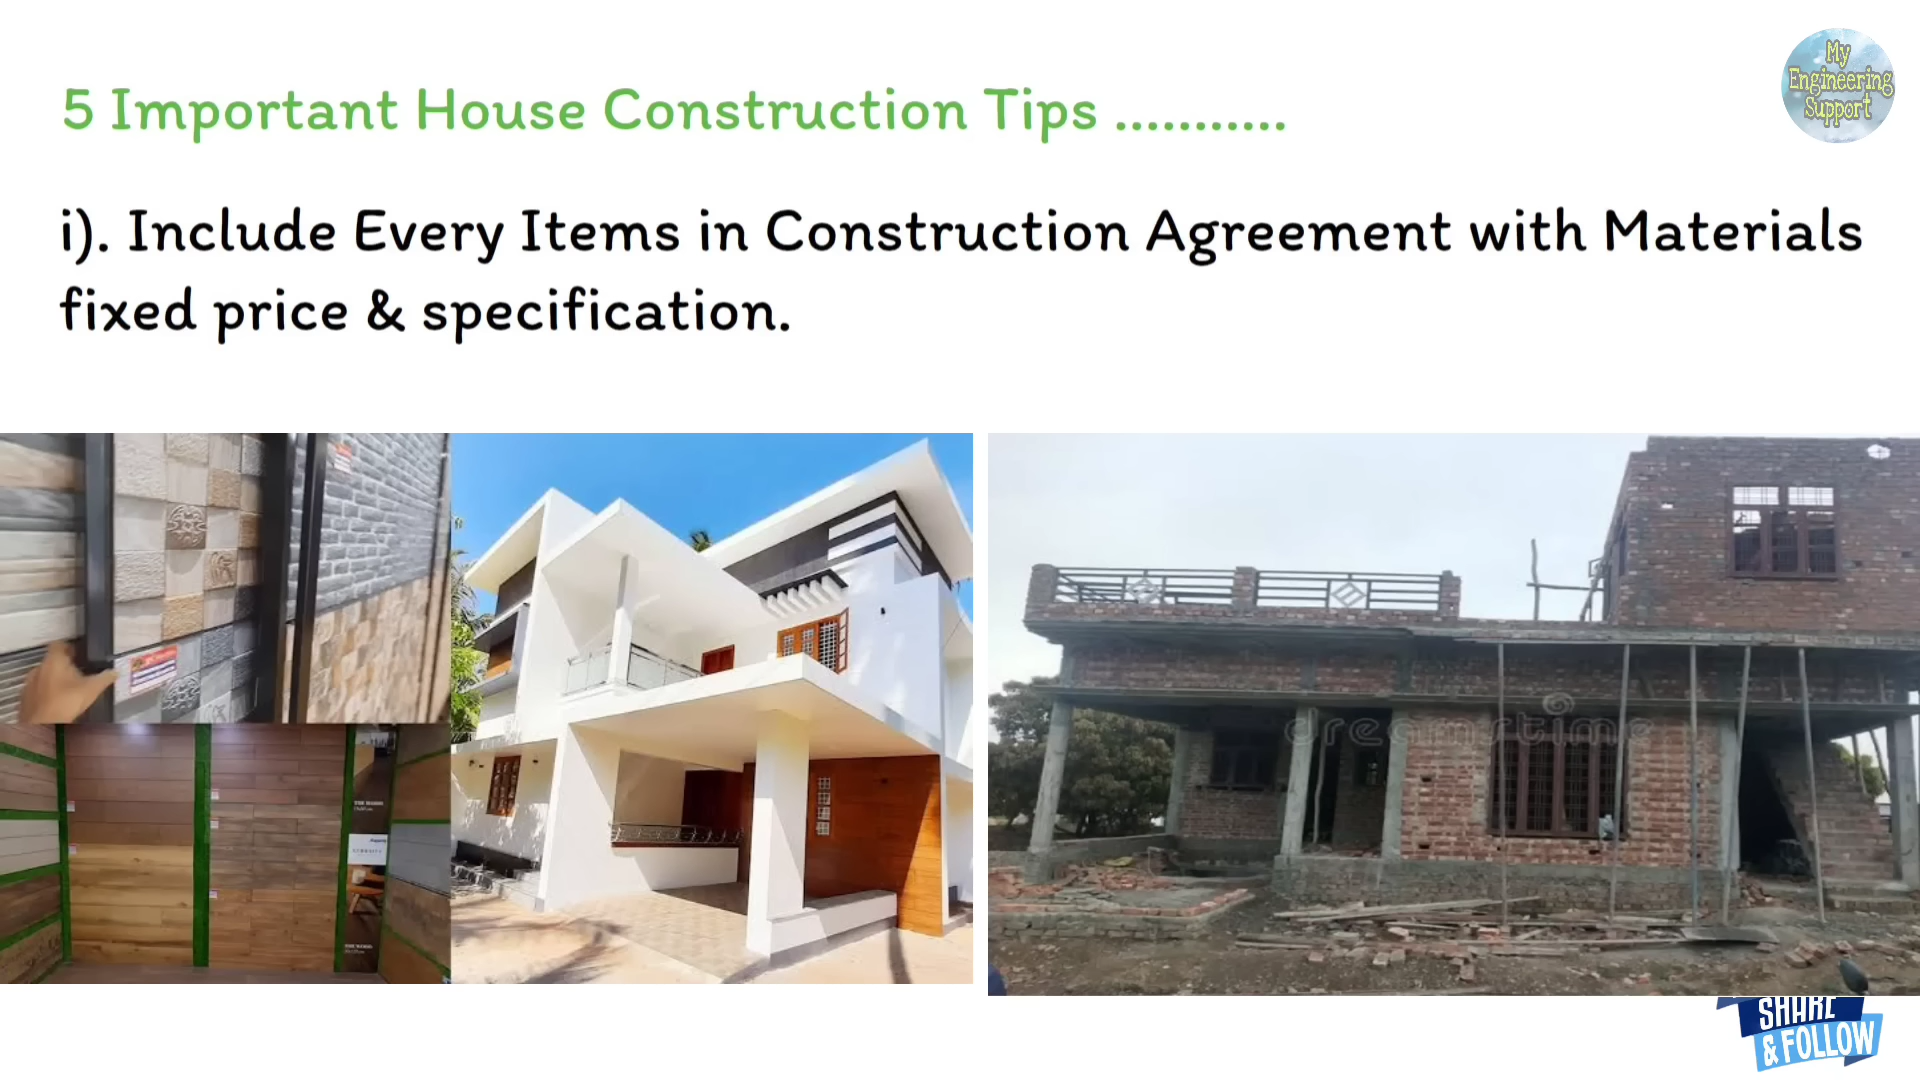 My
Engineering
Support
5 Important House Construction Tips ...........
i). Include Every Items in Construction Agreement with Materials
fixed price & specification.
dreamstime
SHARE
& FOLLOW